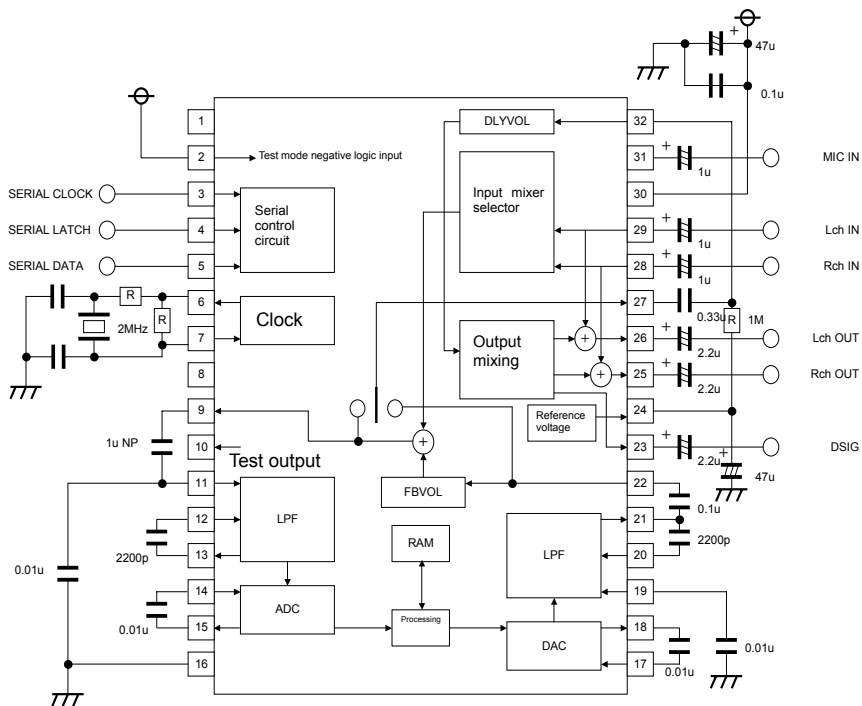 +
47u
0.1u
1
2
3
4
5
6
7
8
9
10
11
12
13
14
15
16
32
31
30
29
28
27
26
25
24
23
22
21
20
19
18
17
Test mode negative logic input
SERIAL CLOCK
SERIAL LATCH
SERIAL DATA
Serial
control
circuit
R
R
2MHz
Clock
1u NP
Test output
LPF
2200p
0.01u
ADC
0.01u
DLYVOL
Input mixer
selector
Output
mixing
+
+
Reference
voltage
+
FBVOL
RAM
Processing
LPF
DAC
+
1u
MIC IN
+
1u
Lch IN
+
1u
Rch IN
0.33u
R
1M
+
2.2u
Lch OUT
+
2.2u
Rch OUT
+
2.2u
DSIG
+
47u
0.1u
2200p
0.01u
0.01u